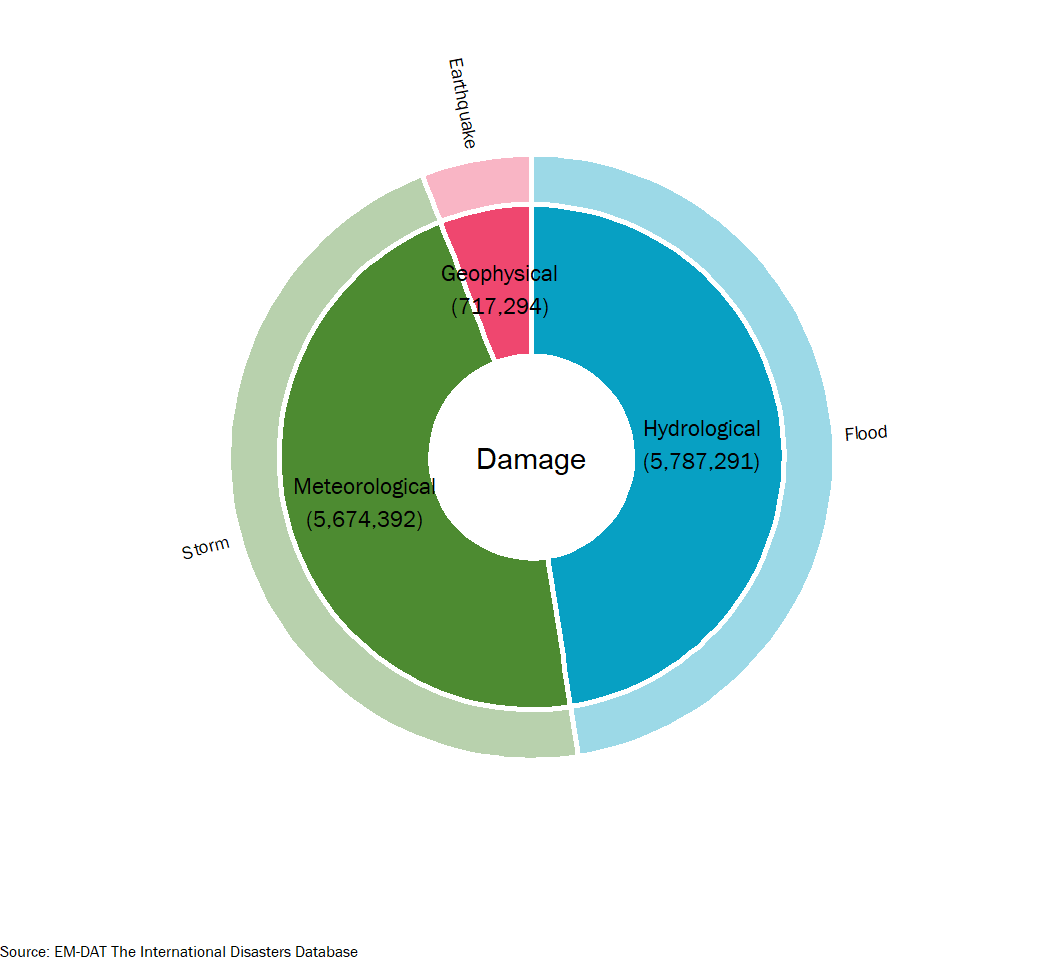 Earthquake
Geophysical
(717,294)
Hydrological
(5,787,291)
Flood
Damage
Meteorological
(5,674,392)
Storm
Source: EM-DAT The International Disasters Database